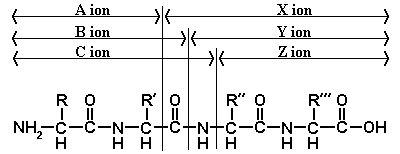 A ion X ion
B ion Y ion
C ion Z ion
R O R′ O R″ O R‴ O
NH2–C–C–N–C–C–N–C–C–N–C–C–OH
H H H H H H H